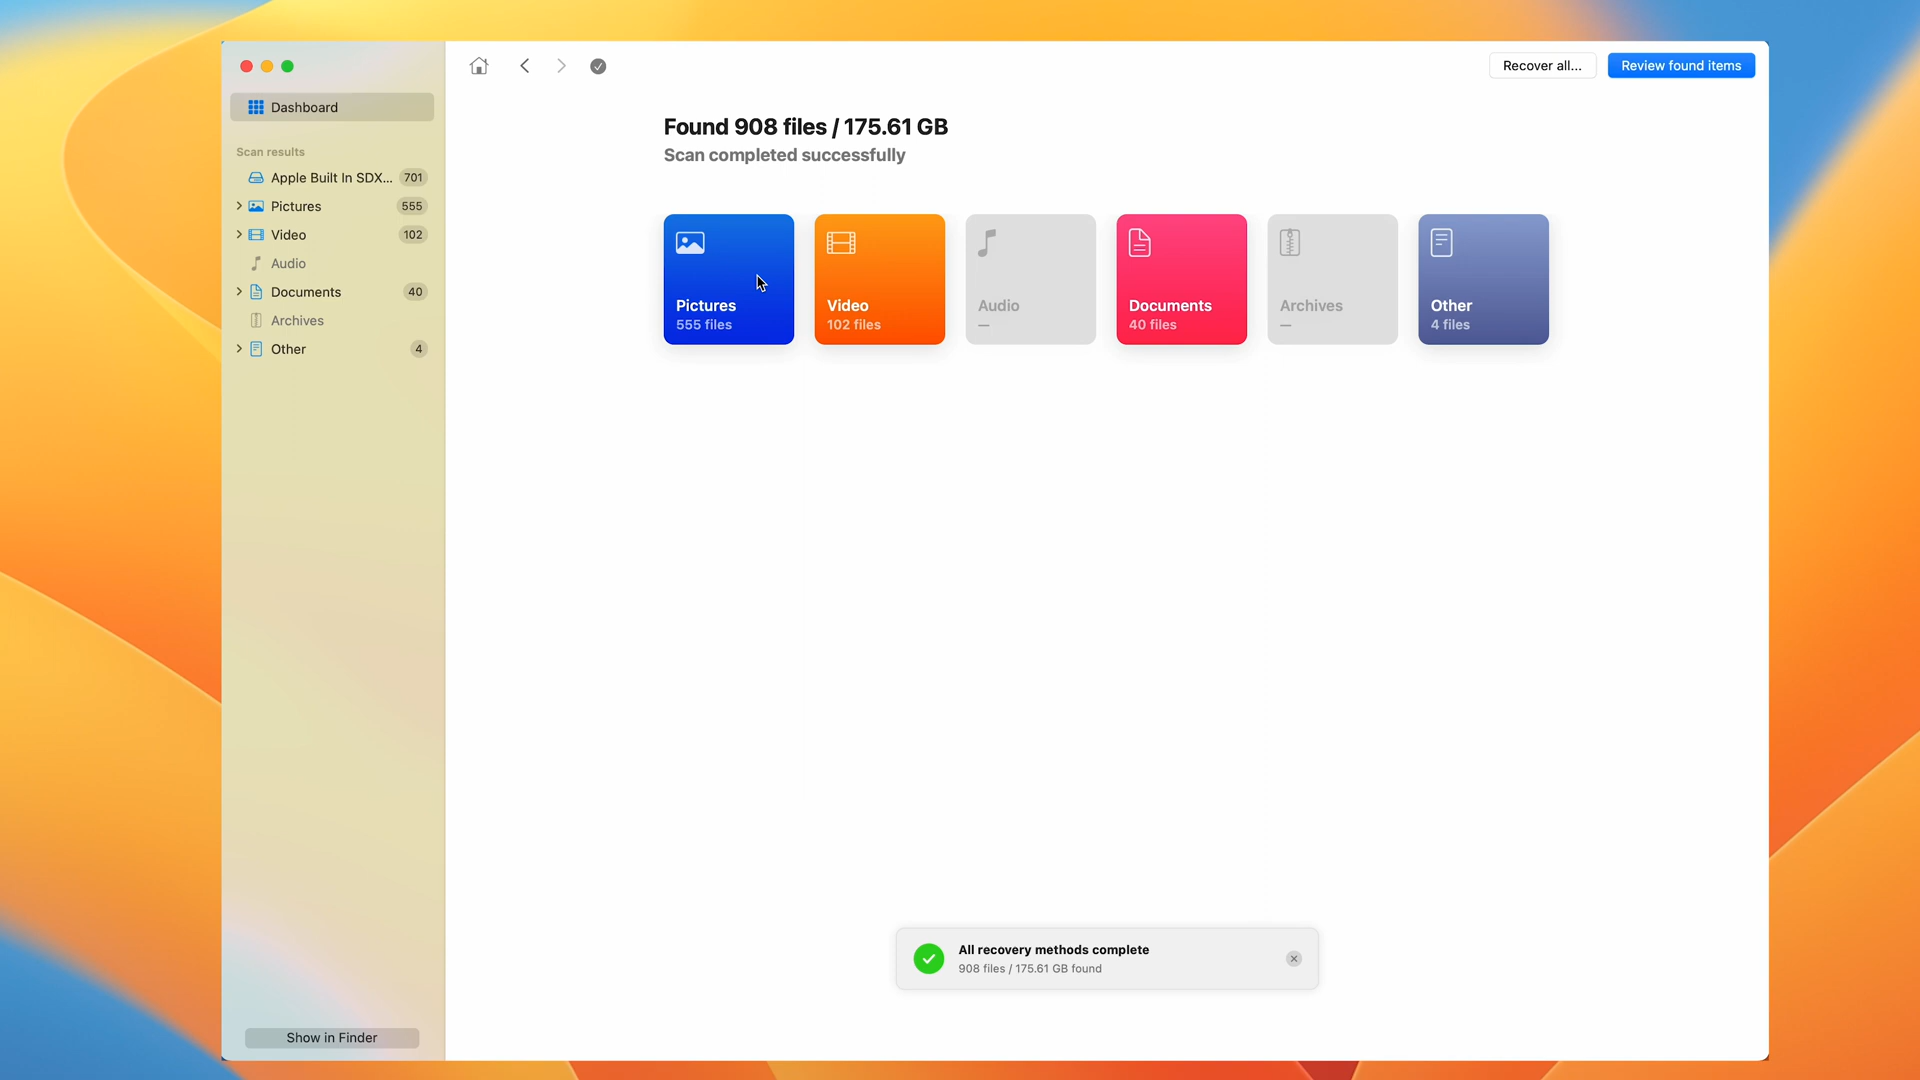 Recover all...
Review found items
Dashboard
Scan results
Apple Built In SDX... 701
Pictures 555
Video 102
Audio
Documents 40
Archives
Other 4
Show in Finder
Found 908 files / 175.61 GB
Scan completed successfully
Pictures
555 files
Video
102 files
Audio
—
Documents
40 files
Archives
—
Other
4 files
All recovery methods complete
908 files / 175.61 GB found